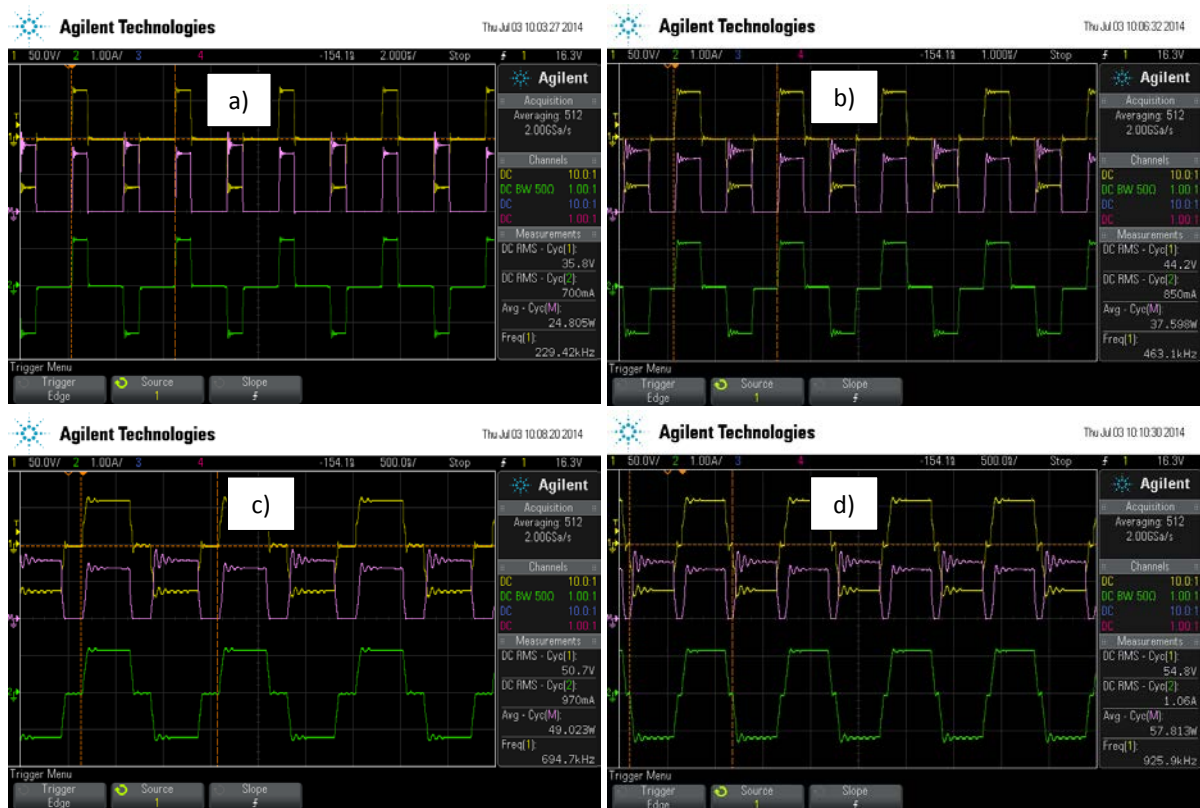 Agilent Technologies
Thu Jul 03 10:03:27 2014
1 50.0V/ 2 1.00A/ 3 4 -154.1 2.000 / Stop 1 16.3V
a)
Agilent
Acquisition
Averaging: 512
2.00GSa/s
Channels
DC 10.0:1
DC BW 50Ω 1.00:1
DC 10.0:1
DC 1.00:1
Measurements
DC RMS - Cyc(1):
35.8V
DC RMS - Cyc(2):
700mA
Avg - Cyc(M):
24.805W
Freq(1):
229.42kHz
Trigger Menu
Trigger Source Slope
Edge 1
Agilent Technologies
Thu Jul 03 10:06:32 2014
1 50.0V/ 2 1.00A/ 3 4 -154.1 1.000 / Stop 1 16.3V
b)
Agilent
Acquisition
Averaging: 512
2.00GSa/s
Channels
DC 10.0:1
DC BW 50Ω 1.00:1
DC 10.0:1
DC 1.00:1
Measurements
DC RMS - Cyc(1):
44.2V
DC RMS - Cyc(2):
850mA
Avg - Cyc(M):
37.598W
Freq(1):
463.1kHz
Trigger Menu
Trigger Source Slope
Edge 1
Agilent Technologies
Thu Jul 03 10:08:20 2014
1 50.0V/ 2 1.00A/ 3 4 -154.1 500.0 / Stop 1 16.3V
c)
Agilent
Acquisition
Averaging: 512
2.00GSa/s
Channels
DC 10.0:1
DC BW 50Ω 1.00:1
DC 10.0:1
DC 1.00:1
Measurements
DC RMS - Cyc(1):
50.7V
DC RMS - Cyc(2):
970mA
Avg - Cyc(M):
49.023W
Freq(1):
694.7kHz
Trigger Menu
Trigger Source Slope
Edge 1
Agilent Technologies
Thu Jul 03 10:10:30 2014
1 50.0V/ 2 1.00A/ 3 4 -154.1 500.0 / Stop 1 16.3V
d)
Agilent
Acquisition
Averaging: 512
2.00GSa/s
Channels
DC 10.0:1
DC BW 50Ω 1.00:1
DC 10.0:1
DC 1.00:1
Measurements
DC RMS - Cyc(1):
54.8V
DC RMS - Cyc(2):
1.06A
Avg - Cyc(M):
57.813W
Freq(1):
925.9kHz
Trigger Menu
Trigger Source Slope
Edge 1